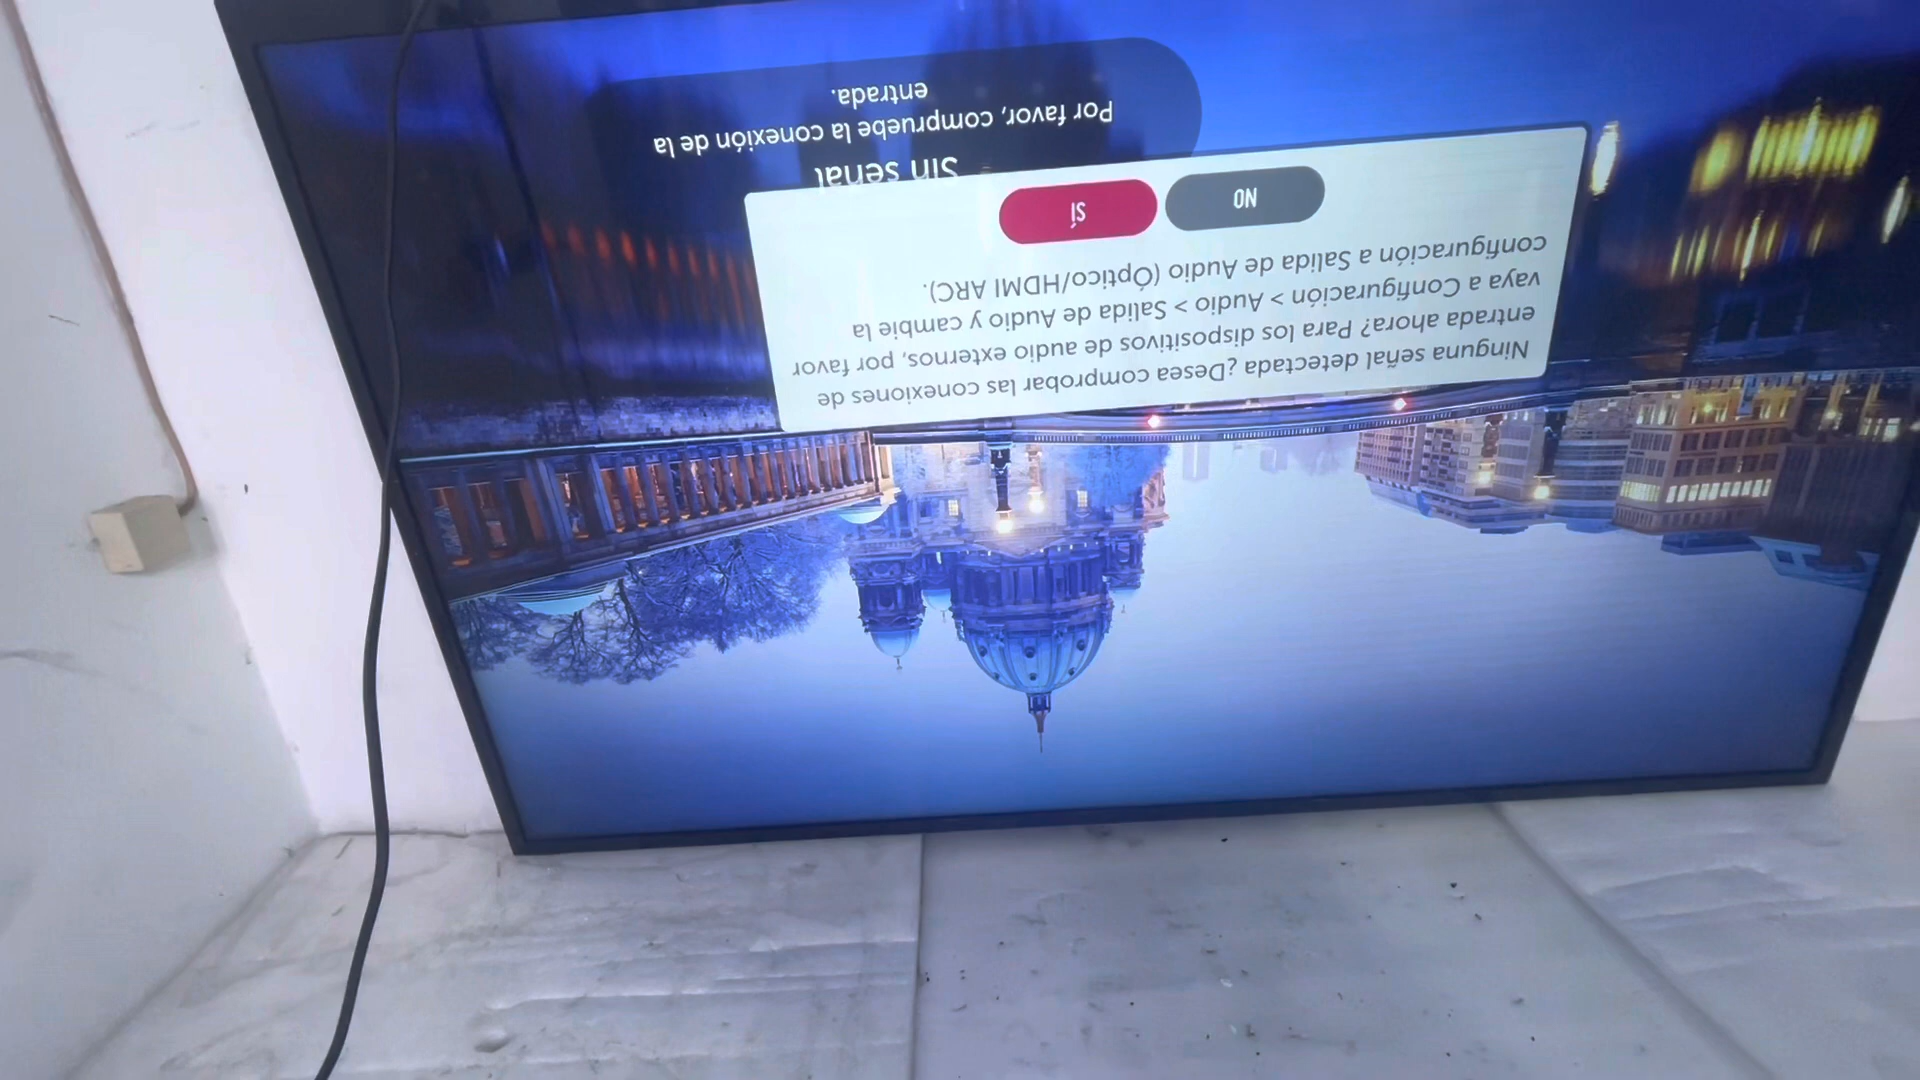 Ninguna señal detectada ¿Desea comprobar las conexiones de
entrada ahora? Para los dispositivos de audio externos, por favor
vaya a Configuración > Audio > Salida de Audio y cambie la
configuración a Salida de Audio (Óptico/HDMI ARC).
NO
SÍ
Sin señal
Por favor, compruebe la conexión de la
entrada.